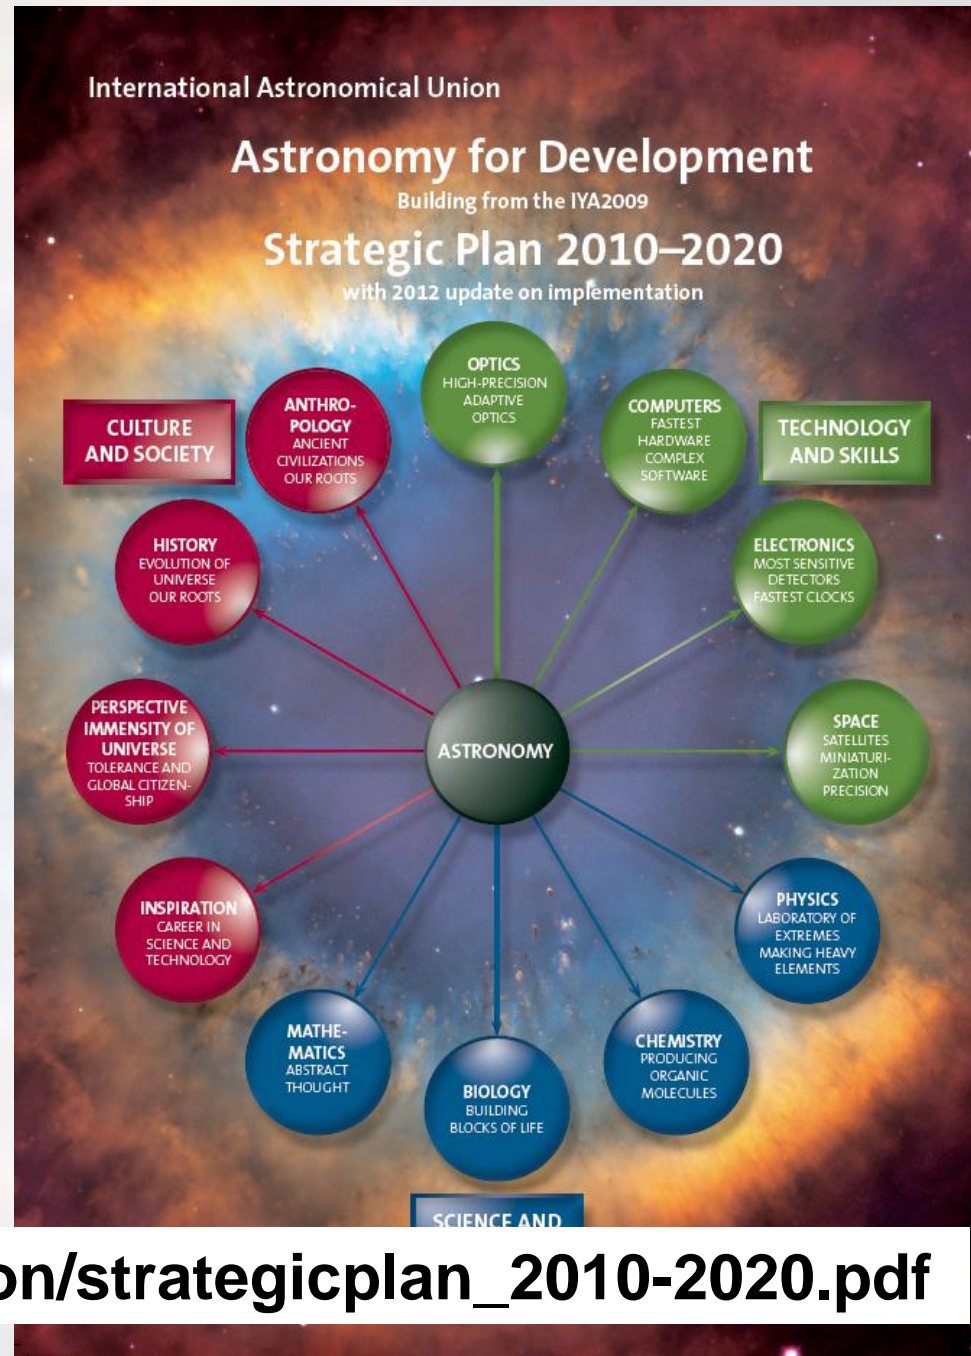 International Astronomical Union
Astronomy for Development
Building from the IYA2009
Strategic Plan 2010–2020
with 2012 update on implementation
CULTURE
AND SOCIETY
ANTHRO-
POLOGY
ANCIENT
CIVILIZATIONS
OUR ROOTS
OPTICS
HIGH-PRECISION
ADAPTIVE
OPTICS
COMPUTERS
FASTEST
HARDWARE
COMPLEX
SOFTWARE
TECHNOLOGY
AND SKILLS
HISTORY
EVOLUTION OF
UNIVERSE
OUR ROOTS
ELECTRONICS
MOST SENSITIVE
DETECTORS
FASTEST CLOCKS
PERSPECTIVE
IMMENSITY OF
UNIVERSE
TOLERANCE AND
GLOBAL CITIZEN-
SHIP
ASTRONOMY
SPACE
SATELLITES
MINIATURI-
ZATION
PRECISION
INSPIRATION
CAREER IN
SCIENCE AND
TECHNOLOGY
PHYSICS
LABORATORY OF
EXTREMES
MAKING HEAVY
ELEMENTS
MATHE-
MATICS
ABSTRACT
THOUGHT
BIOLOGY
BUILDING
BLOCKS OF LIFE
CHEMISTRY
PRODUCING
ORGANIC
MOLECULES
SCIENCE AND
on/strategicplan_2010-2020.pdf